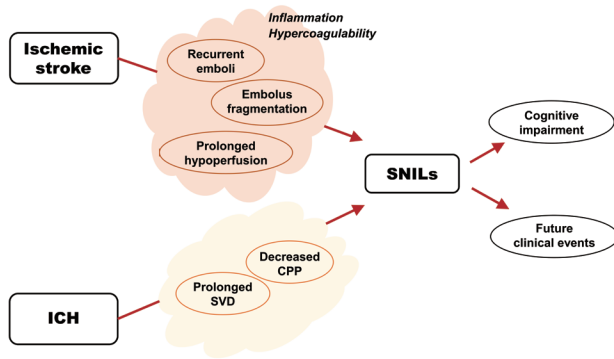 Inflammation
Hypercoagulability
Ischemic
stroke
Recurrent
emboli
Embolus
fragmentation
Prolonged
hypoperfusion
SNILs
Cognitive
impairment
Future
clinical events
Decreased
CPP
Prolonged
SVD
ICH